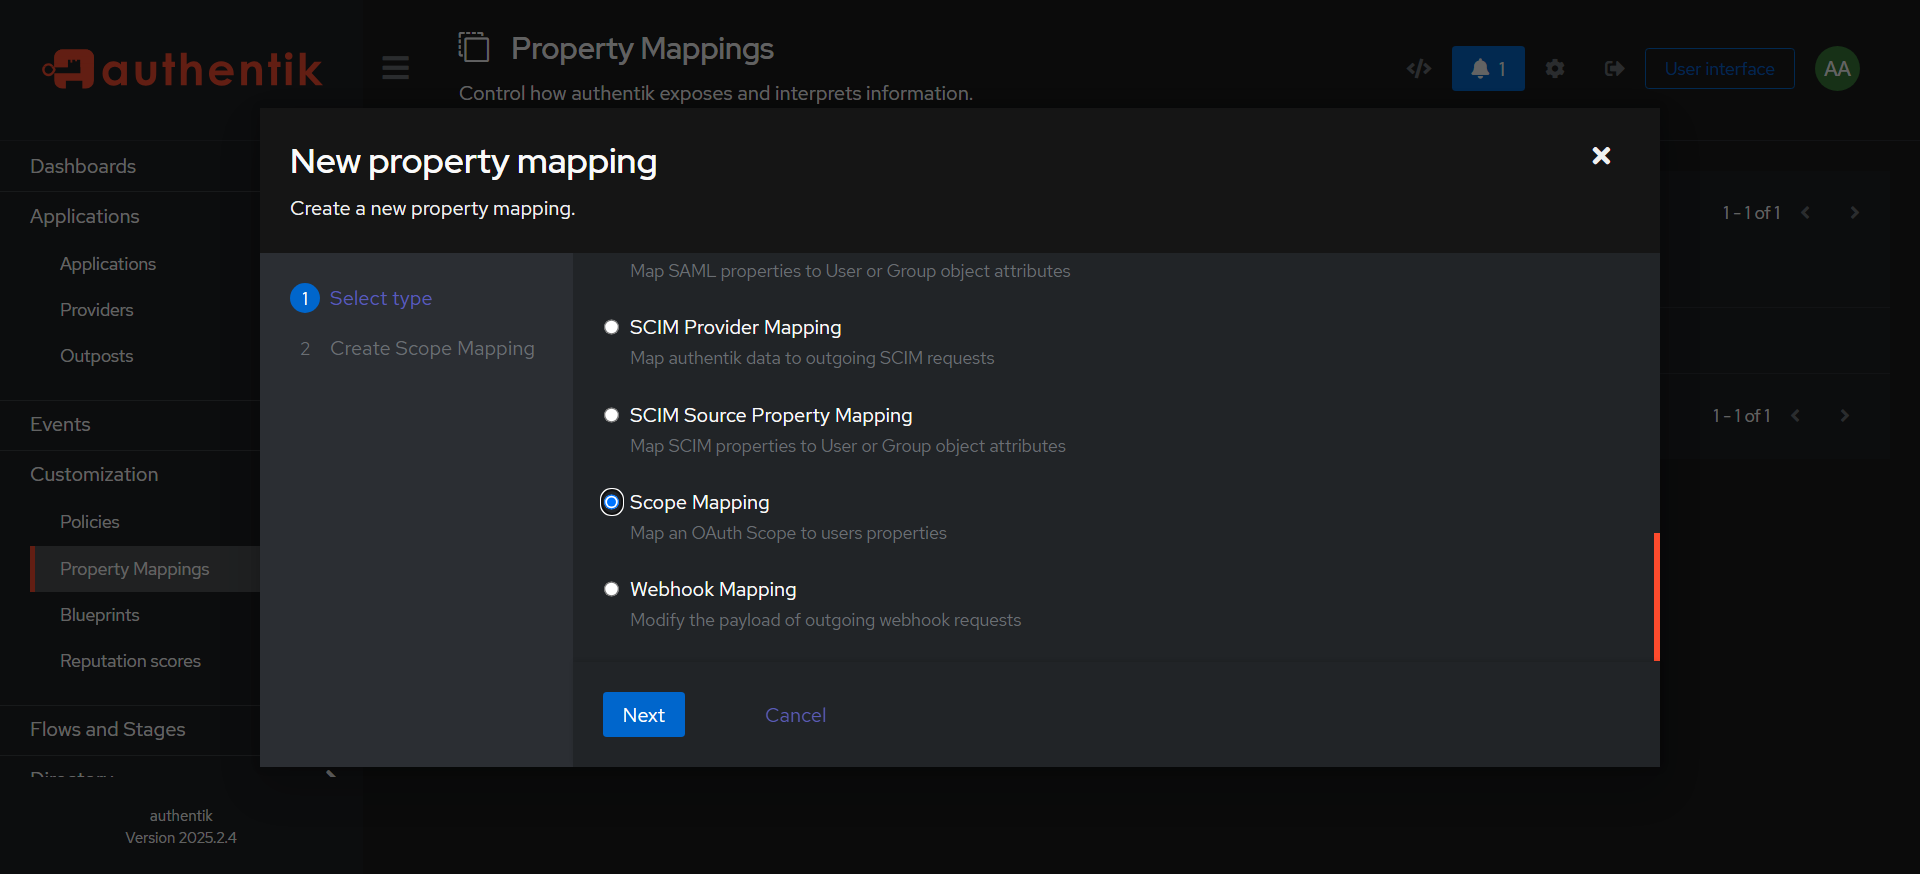 authentik
Property Mappings
Control how authentik exposes and interprets information.
1
User interface
AA
Dashboards
Applications
Applications
Providers
Outposts
Events
Customization
Policies
Property Mappings
Blueprints
Reputation scores
Flows and Stages
Directory
authentik
Version 2025.2.4
New property mapping
Create a new property mapping.
1 Select type
2 Create Scope Mapping
Map SAML properties to User or Group object attributes
SCIM Provider Mapping
Map authentik data to outgoing SCIM requests
SCIM Source Property Mapping
Map SCIM properties to User or Group object attributes
Scope Mapping
Map an OAuth Scope to users properties
Webhook Mapping
Modify the payload of outgoing webhook requests
Next
Cancel
1 - 1 of 1
1 - 1 of 1